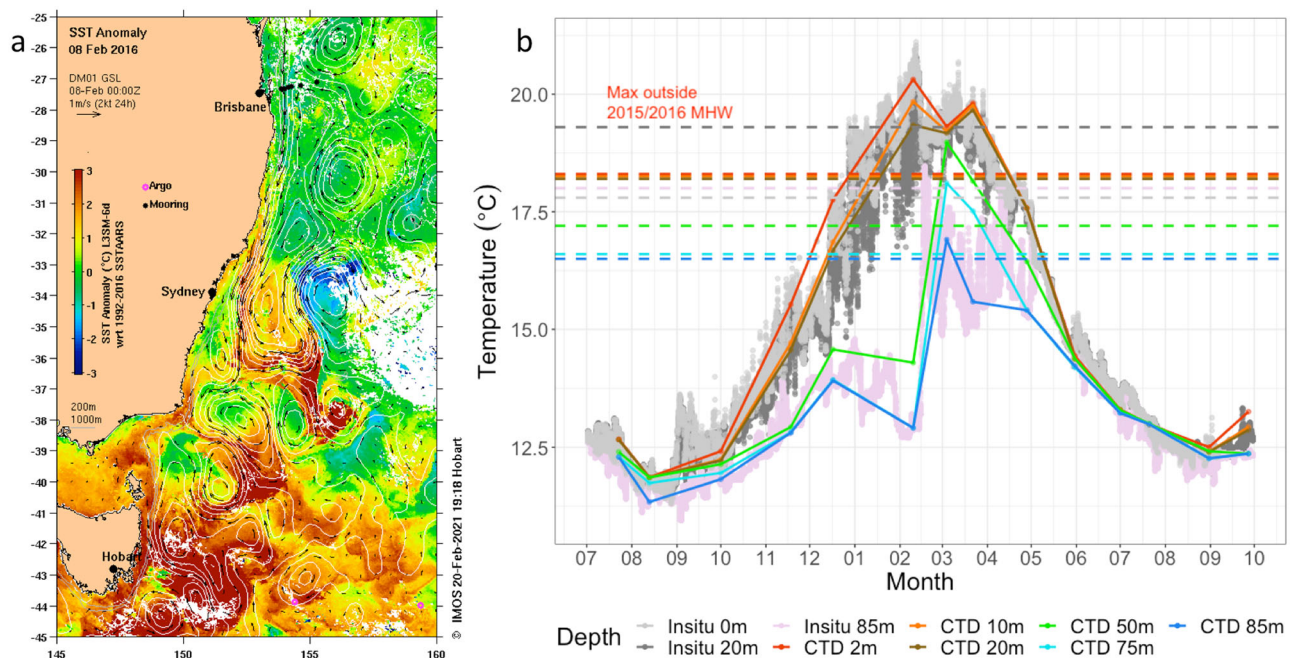 a
SST Anomaly
08 Feb 2016
DM01 GSL
08-Feb 00:00Z
1m/s (2kt 24h)
Brisbane
Argo
Mooring
Sydney
SST Anomaly (°C) L3SM-6d
wrt 1992-2016 SSTAARS
3
2
1
0
-1
-2
-3
200m
1000m
Hobart
-25
-26
-27
-28
-29
-30
-31
-32
-33
-34
-35
-36
-37
-38
-39
-40
-41
-42
-43
-44
-45
145 150 155 160
© IMOS 20-Feb-2021 19:18 Hobart
b
Max outside
2015/2016 MHW
Temperature (°C)
20.0
17.5
15.0
12.5
07 08 09 10 11 12 01 02 03 04 05 06 07 08 09 10
Month
Depth
Insitu 0m Insitu 85m CTD 10m CTD 50m CTD 85m
Insitu 20m CTD 2m CTD 20m CTD 75m